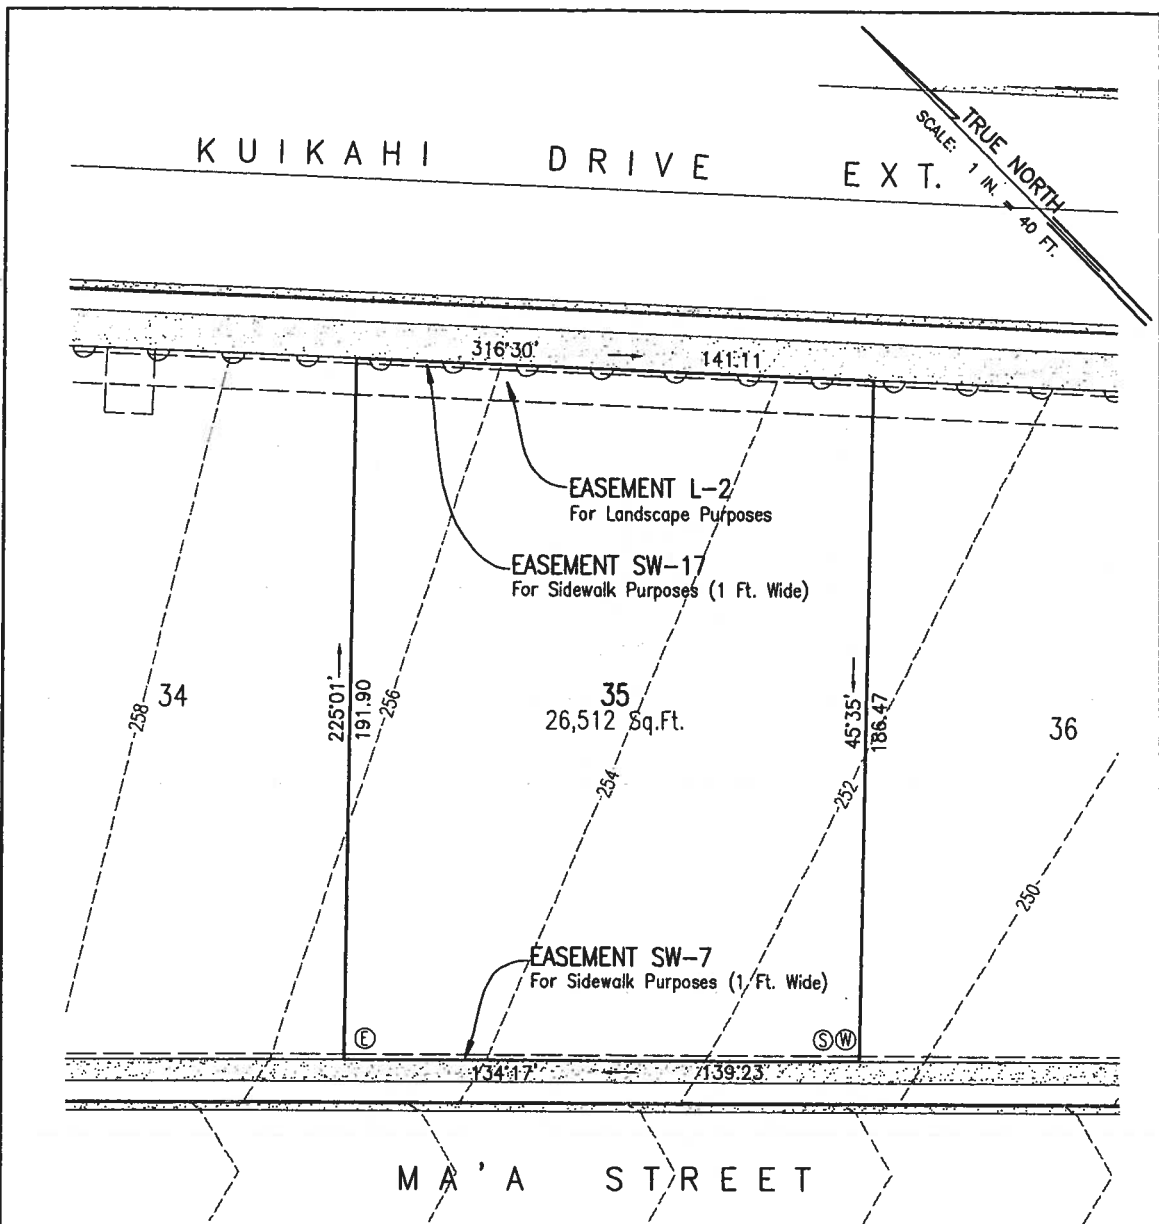 KUIKAHI DRIVE EXT.
TRUE NORTH
SCALE: 1 IN. = 40 FT.
316°30' 141.11
EASEMENT L-2
For Landscape Purposes
EASEMENT SW-17
For Sidewalk Purposes (1 Ft. Wide)
34
35
26,512 Sq.Ft.
36
225°01'
191.90
45°35'
186.47
258
256
254
252
250
EASEMENT SW-7
For Sidewalk Purposes (1 Ft. Wide)
E
S W
134°17' 139.23
MA'A STREET